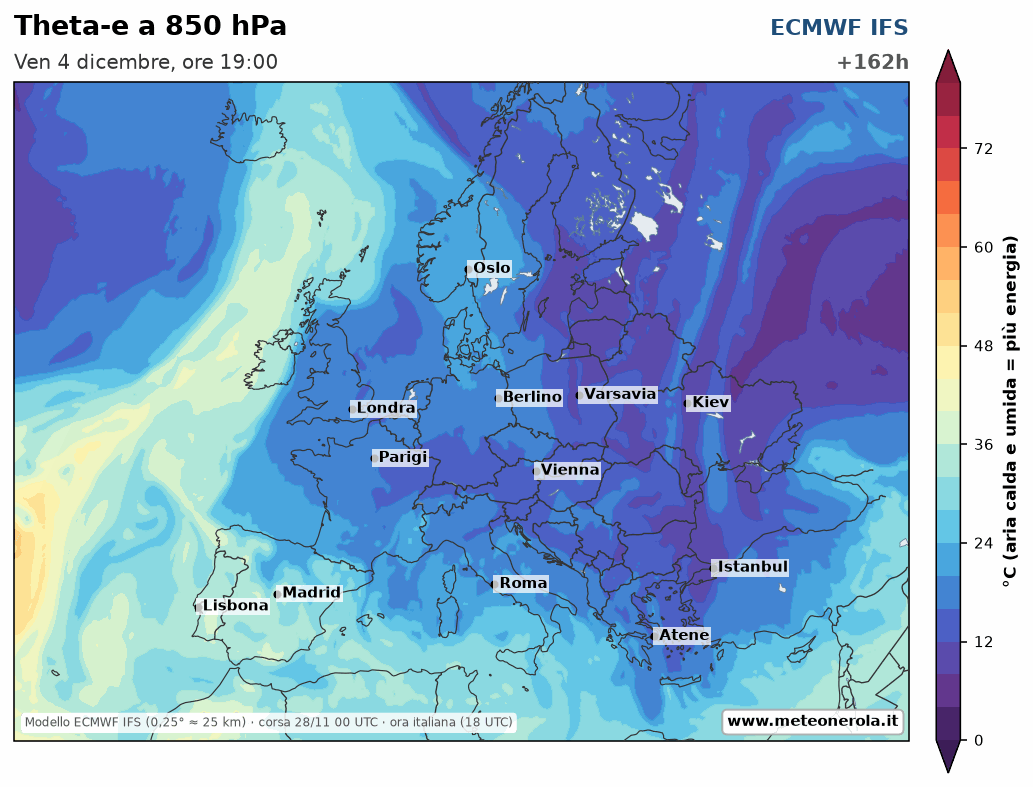 Theta-e a 850 hPa
ECMWF IFS
Ven 4 dicembre, ore 19:00
+162h
Oslo
Londra
Berlino
Varsavia
Kiev
Parigi
Vienna
Istanbul
Roma
Madrid
Lisbona
Atene
Modello ECMWF IFS (0,25° ≈ 25 km) · corsa 28/11 00 UTC · ora italiana (18 UTC)
www.meteonerola.it
72
60
48
36
24
12
0
°C (aria calda e umida = più energia)